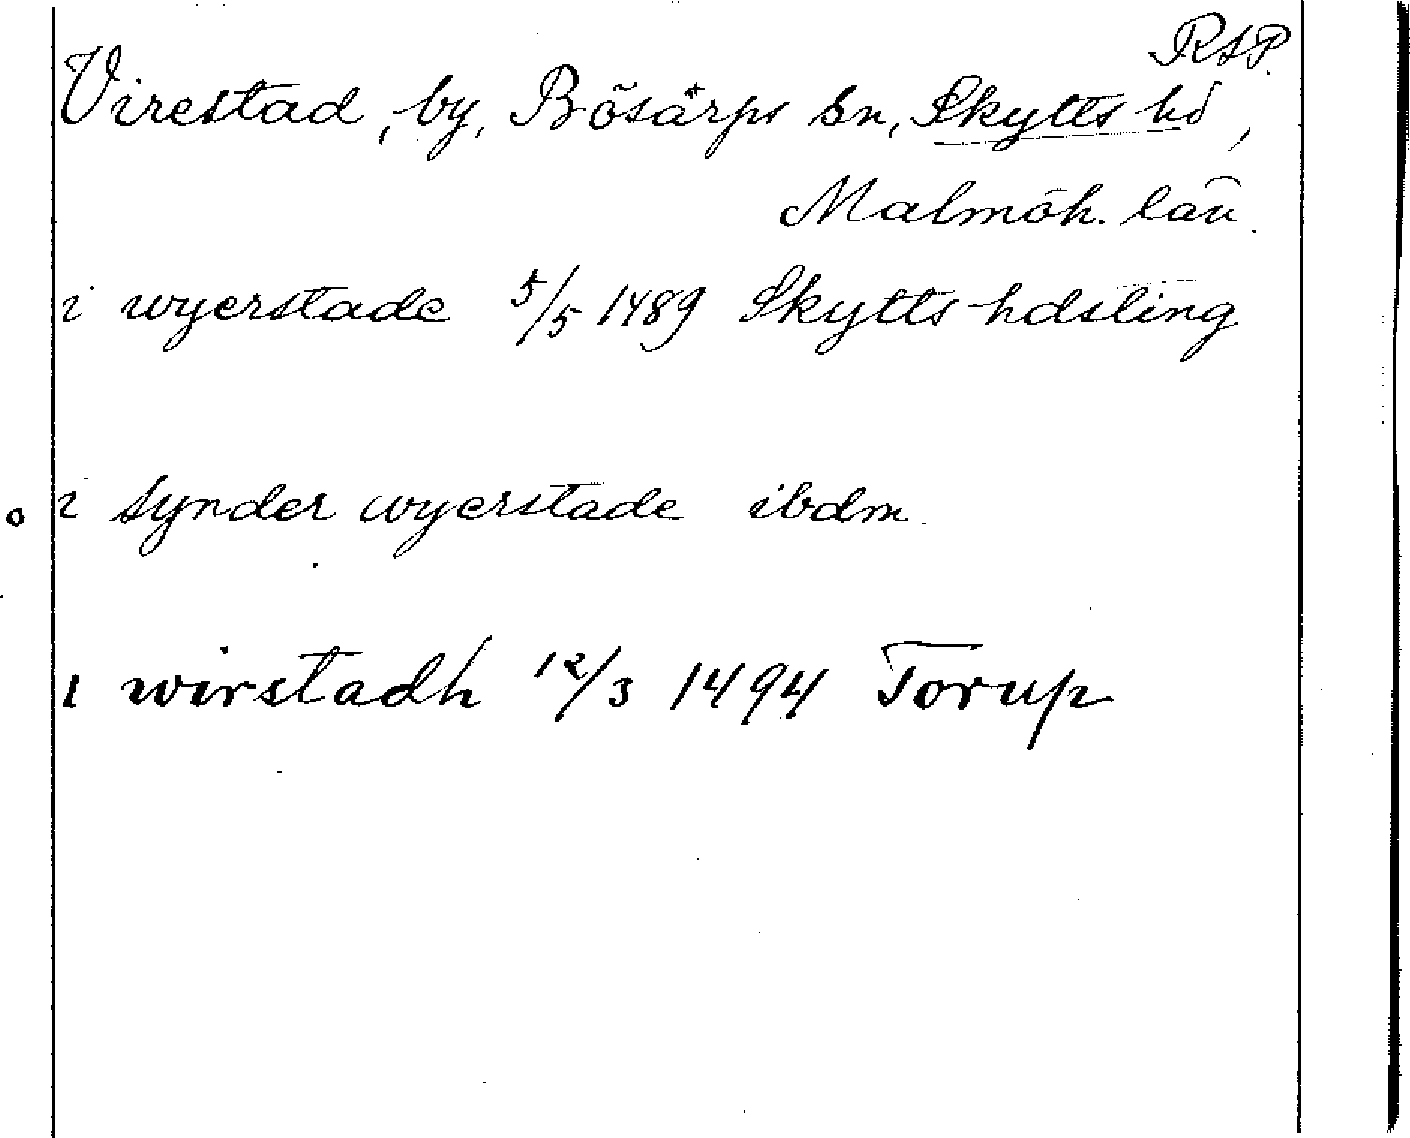 RAP.
Virestad, by, Bösarps sn, Skytts hd,
Malmöh. län.
i wyerstade 5/5 1489 Skytts hdsting
i synder wyerstade ibdm.
i wirstadh 12/3 1494 Torup